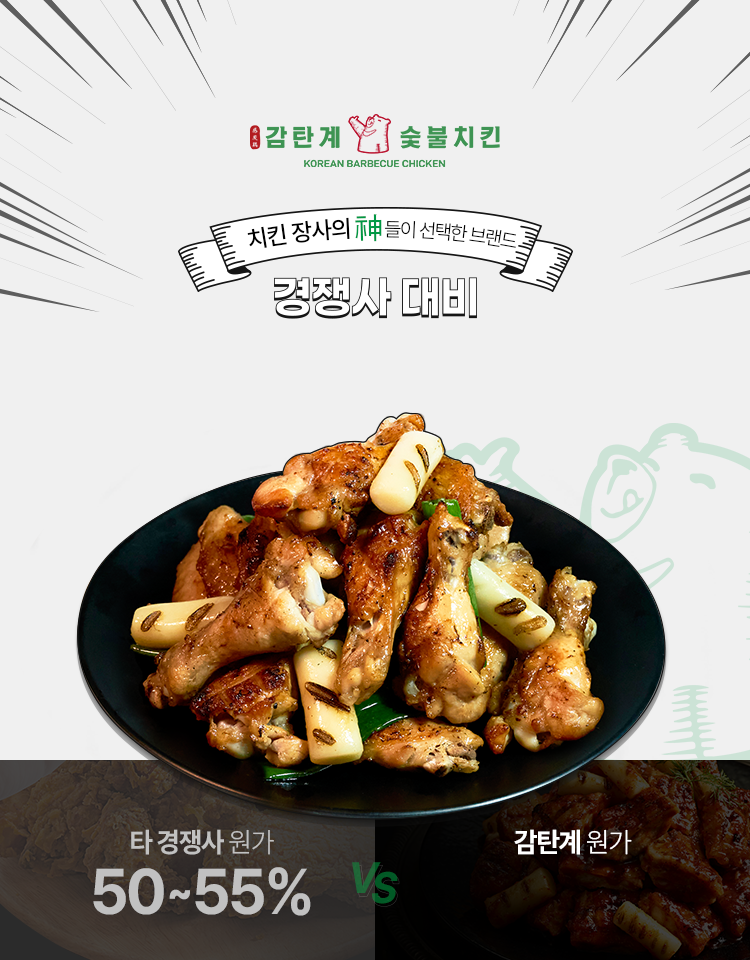 감탄계 숯불치킨
KOREAN BARBECUE CHICKEN
치킨 장사의 神들이 선택한 브랜드
경쟁사 대비
타 경쟁사 원가
50~55%
VS
감탄계 원가